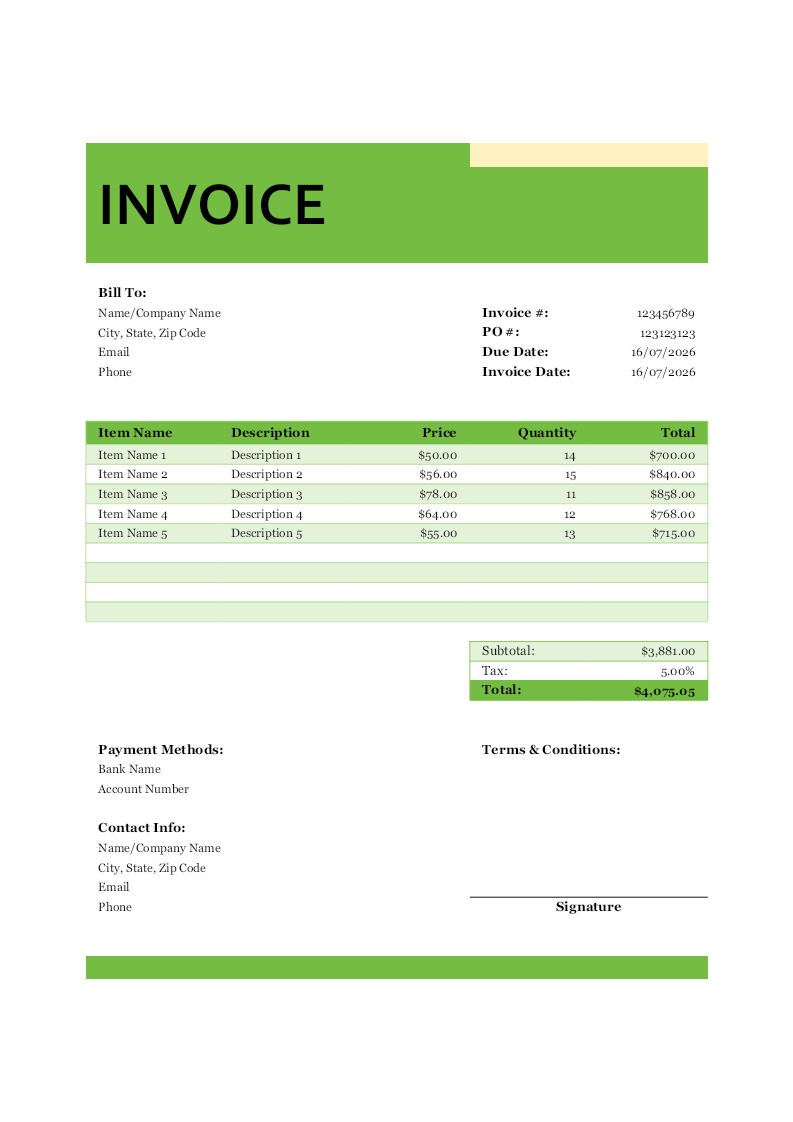 INVOICE
Bill To:
Name/Company Name
Invoice #: 123456789
City, State, Zip Code
PO #: 123123123
Email
Due Date: 16/07/2026
Phone
Invoice Date: 16/07/2026
Item Name Description Price Quantity Total
Item Name 1 Description 1 $50.00 14 $700.00
Item Name 2 Description 2 $56.00 15 $840.00
Item Name 3 Description 3 $78.00 11 $858.00
Item Name 4 Description 4 $64.00 12 $768.00
Item Name 5 Description 5 $55.00 13 $715.00
Subtotal: $3,881.00
Tax: 5.00%
Total: $4,075.05
Payment Methods:
Terms & Conditions:
Bank Name
Account Number
Contact Info:
Name/Company Name
City, State, Zip Code
Email
Phone
Signature